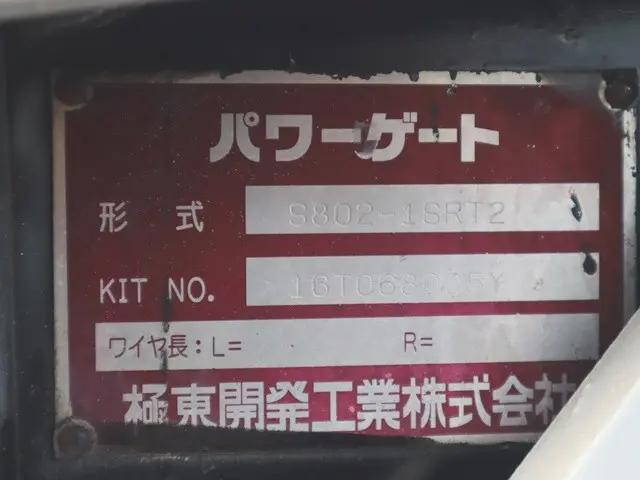 パワーゲート
形式 S802-1SRT2
KIT NO.
ワイヤ長:L= R=
極東開発工業株式会社